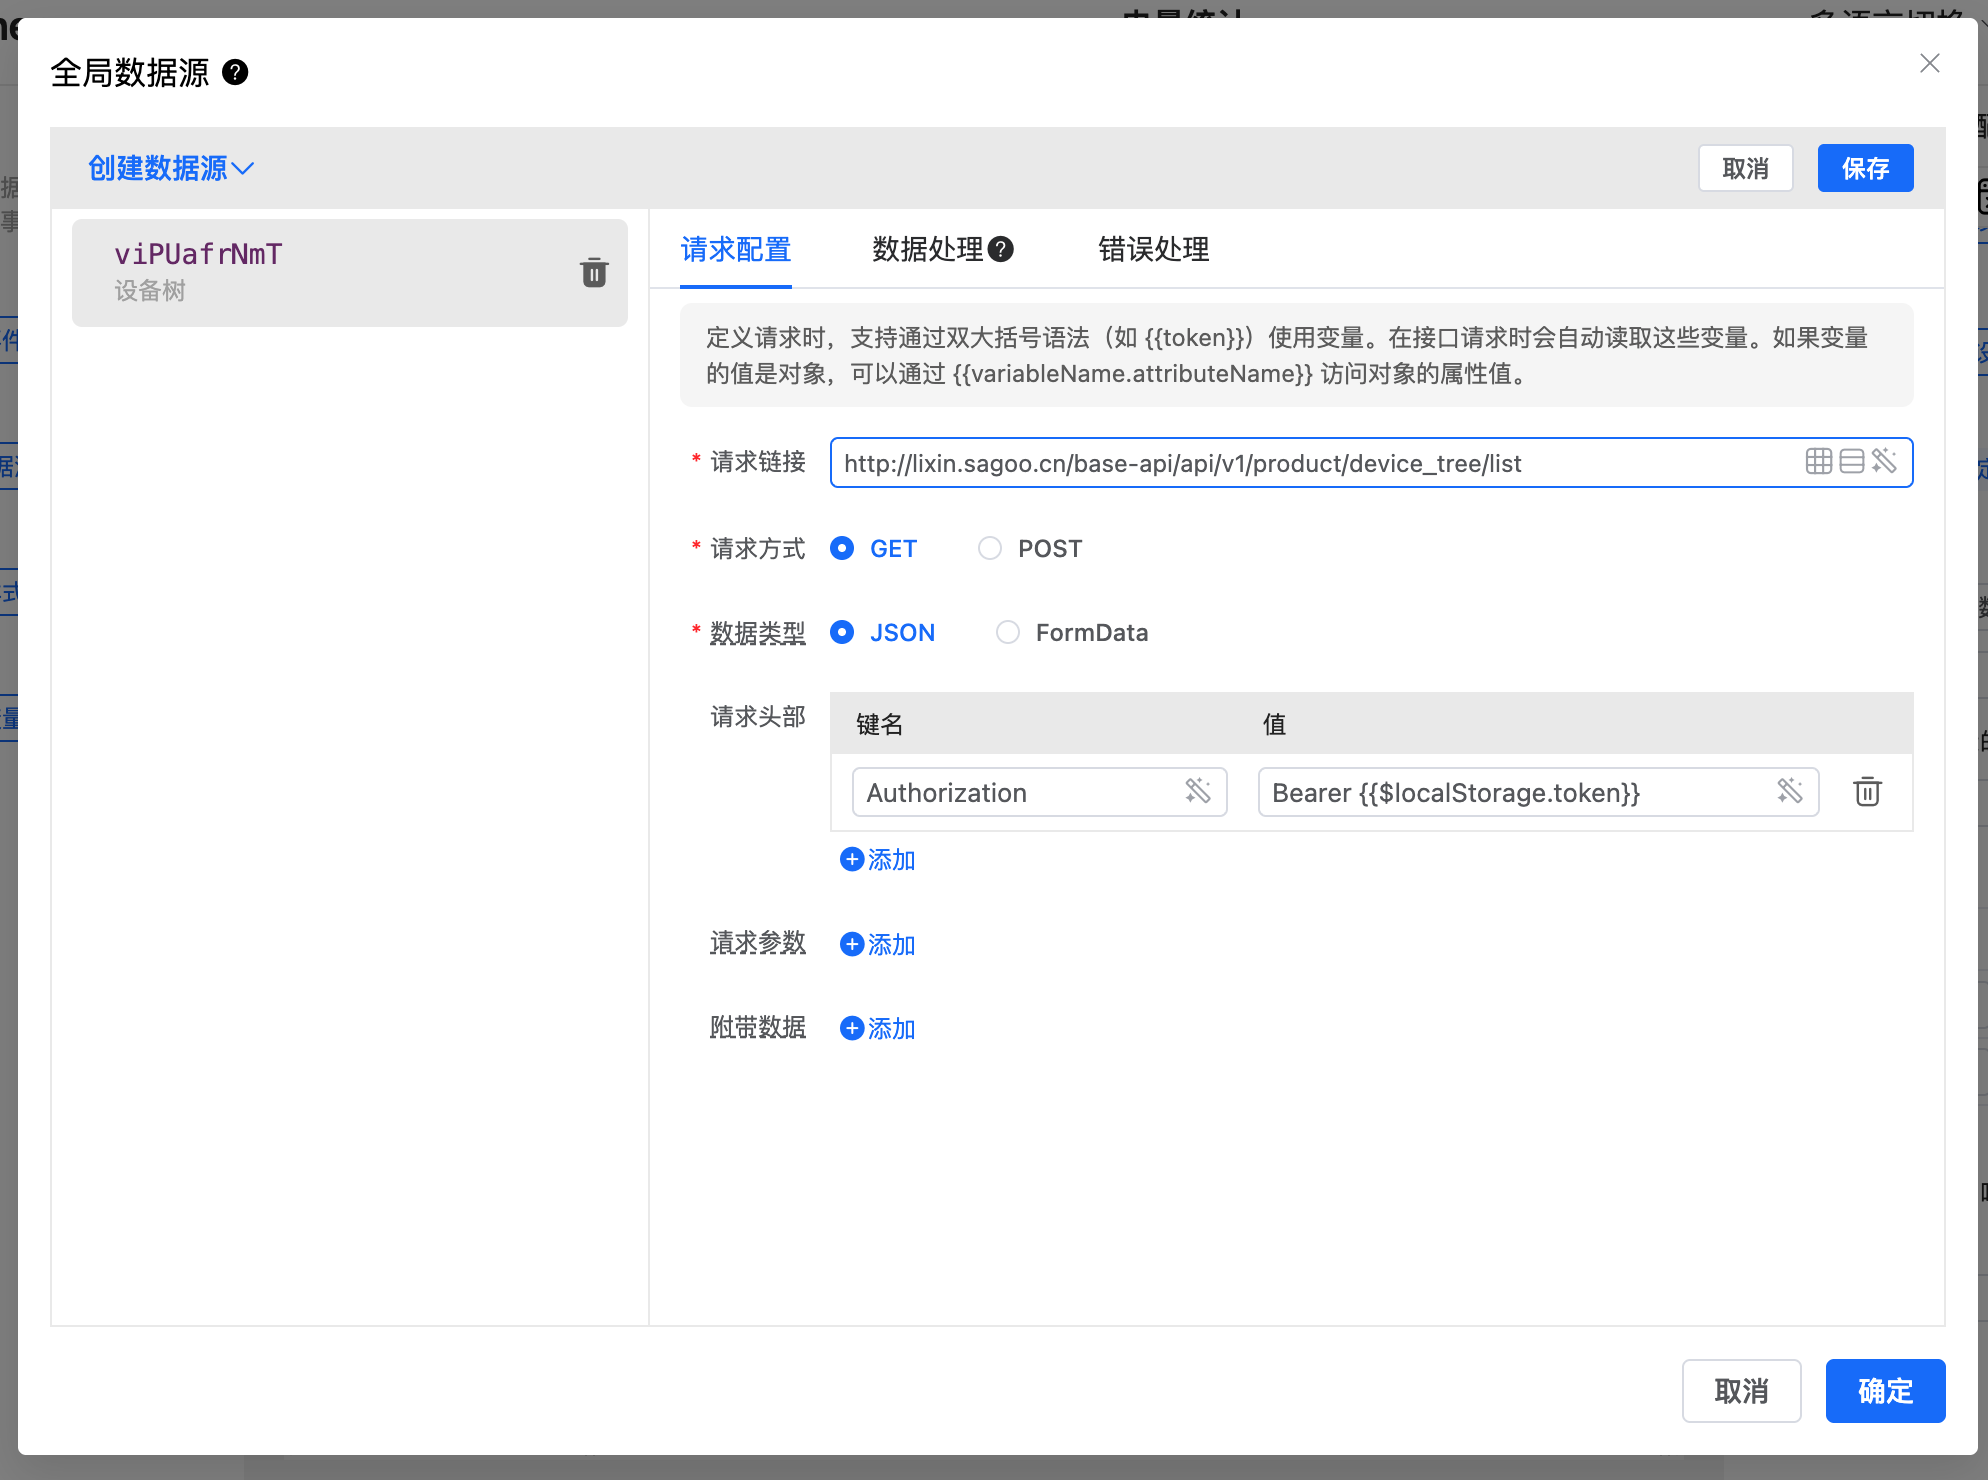 全局数据源
创建数据源
取消
保存
viPUafrNmT
设备树
请求配置
数据处理
错误处理
定义请求时，支持通过双大括号语法（如 {{token}}）使用变量。在接口请求时会自动读取这些变量。如果变量
的值是对象，可以通过 {{variableName.attributeName}} 访问对象的属性值。
* 请求链接
http://lixin.sagoo.cn/base-api/api/v1/product/device_tree/list
* 请求方式
GET
POST
* 数据类型
JSON
FormData
请求头部
键名
值
Authorization
Bearer {{$localStorage.token}}
添加
请求参数
添加
附带数据
添加
取消
确定